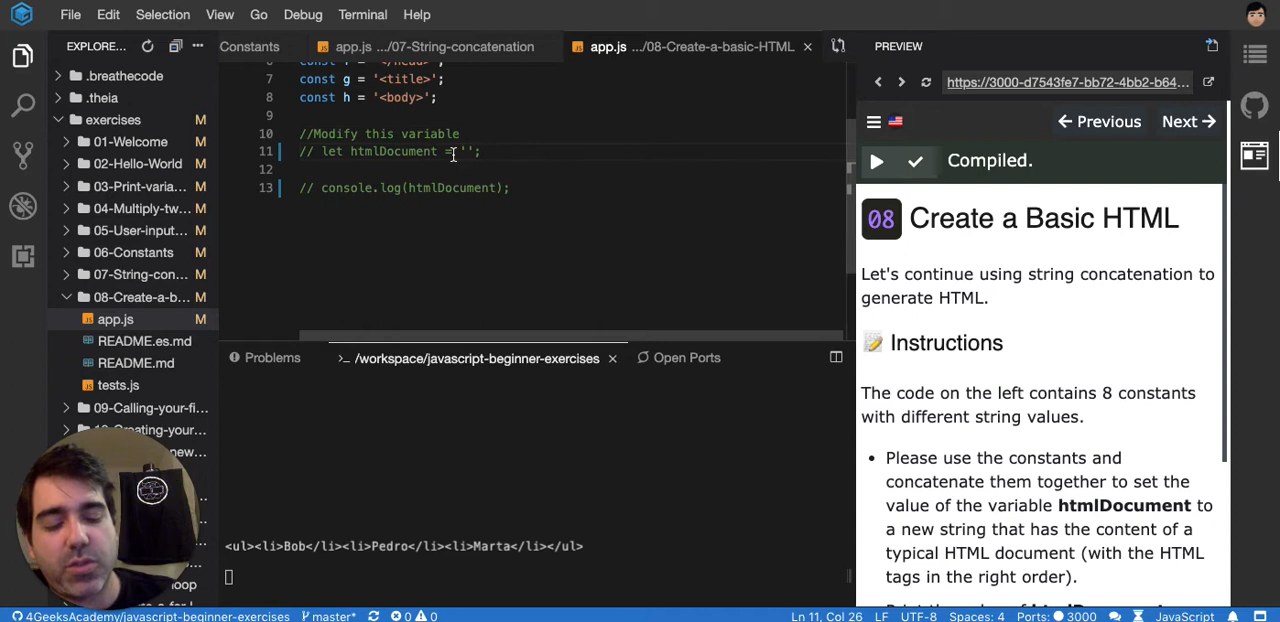 File Edit Selection View Go Debug Terminal Help
EXPLORE...
Constants
app.js .../07-String-concatenation
app.js .../08-Create-a-basic-HTML
PREVIEW
.breathecode
.theia
exercises M
01-Welcome M
02-Hello-World M
03-Print-varia... M
04-Multiply-tw... M
05-User-input... M
06-Constants M
07-String-con... M
08-Create-a-b... M
app.js M
README.es.md
README.md
tests.js
09-Calling-your-fi...
7 const g = '<title>';
8 const h = '<body>';
9
10 //Modify this variable
11 // let htmlDocument = '';
12
13 // console.log(htmlDocument);
Problems
/workspace/javascript-beginner-exercises
Open Ports
<ul><li>Bob</li><li>Pedro</li><li>Marta</li></ul>
https://3000-d7543fe7-bb72-4bb2-b64...
Previous Next
Compiled.
08 Create a Basic HTML
Let's continue using string concatenation to
generate HTML.
Instructions
The code on the left contains 8 constants
with different string values.
• Please use the constants and
concatenate them together to set the
value of the variable htmlDocument to
a new string that has the content of a
typical HTML document (with the HTML
tags in the right order).
4GeeksAcademy/javascript-beginner-exercises master* 0 0 Ln 11, Col 26 LF UTF-8 Spaces: 4 Ports: 3000 JavaScript